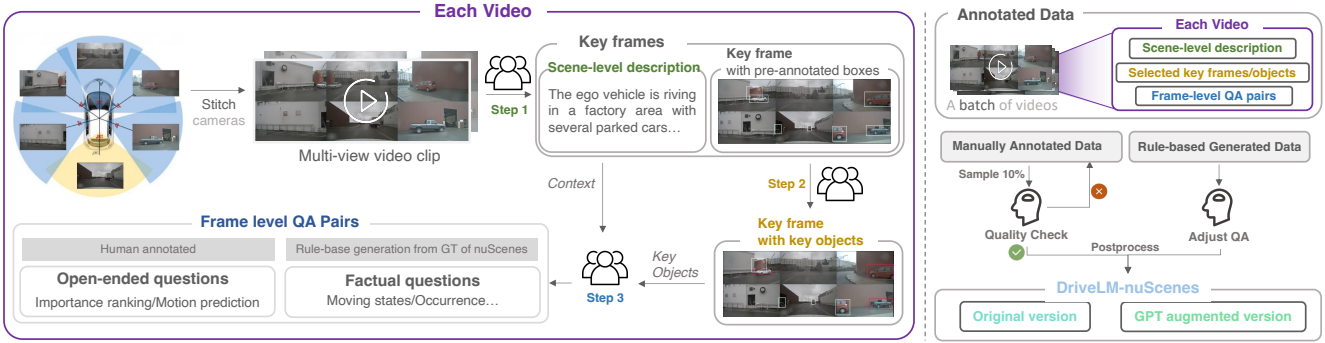 Each Video
Stitch
cameras
Multi-view video clip
Step 1
Key frames
Scene-level description
The ego vehicle is riving
in a factory area with
several parked cars…
Key frame
with pre-annotated boxes
Context
Step 2
Key frame
with key objects
Key
Objects
Step 3
Frame level QA Pairs
Human annotated
Rule-base generation from GT of nuScenes
Open-ended questions
Importance ranking/Motion prediction
Factual questions
Moving states/Occurrence…
Annotated Data
A batch of videos
Each Video
Scene-level description
Selected key frames/objects
Frame-level QA pairs
Manually Annotated Data
Rule-based Generated Data
Sample 10%
Quality Check
Adjust QA
Postprocess
DriveLM-nuScenes
Original version
GPT augmented version